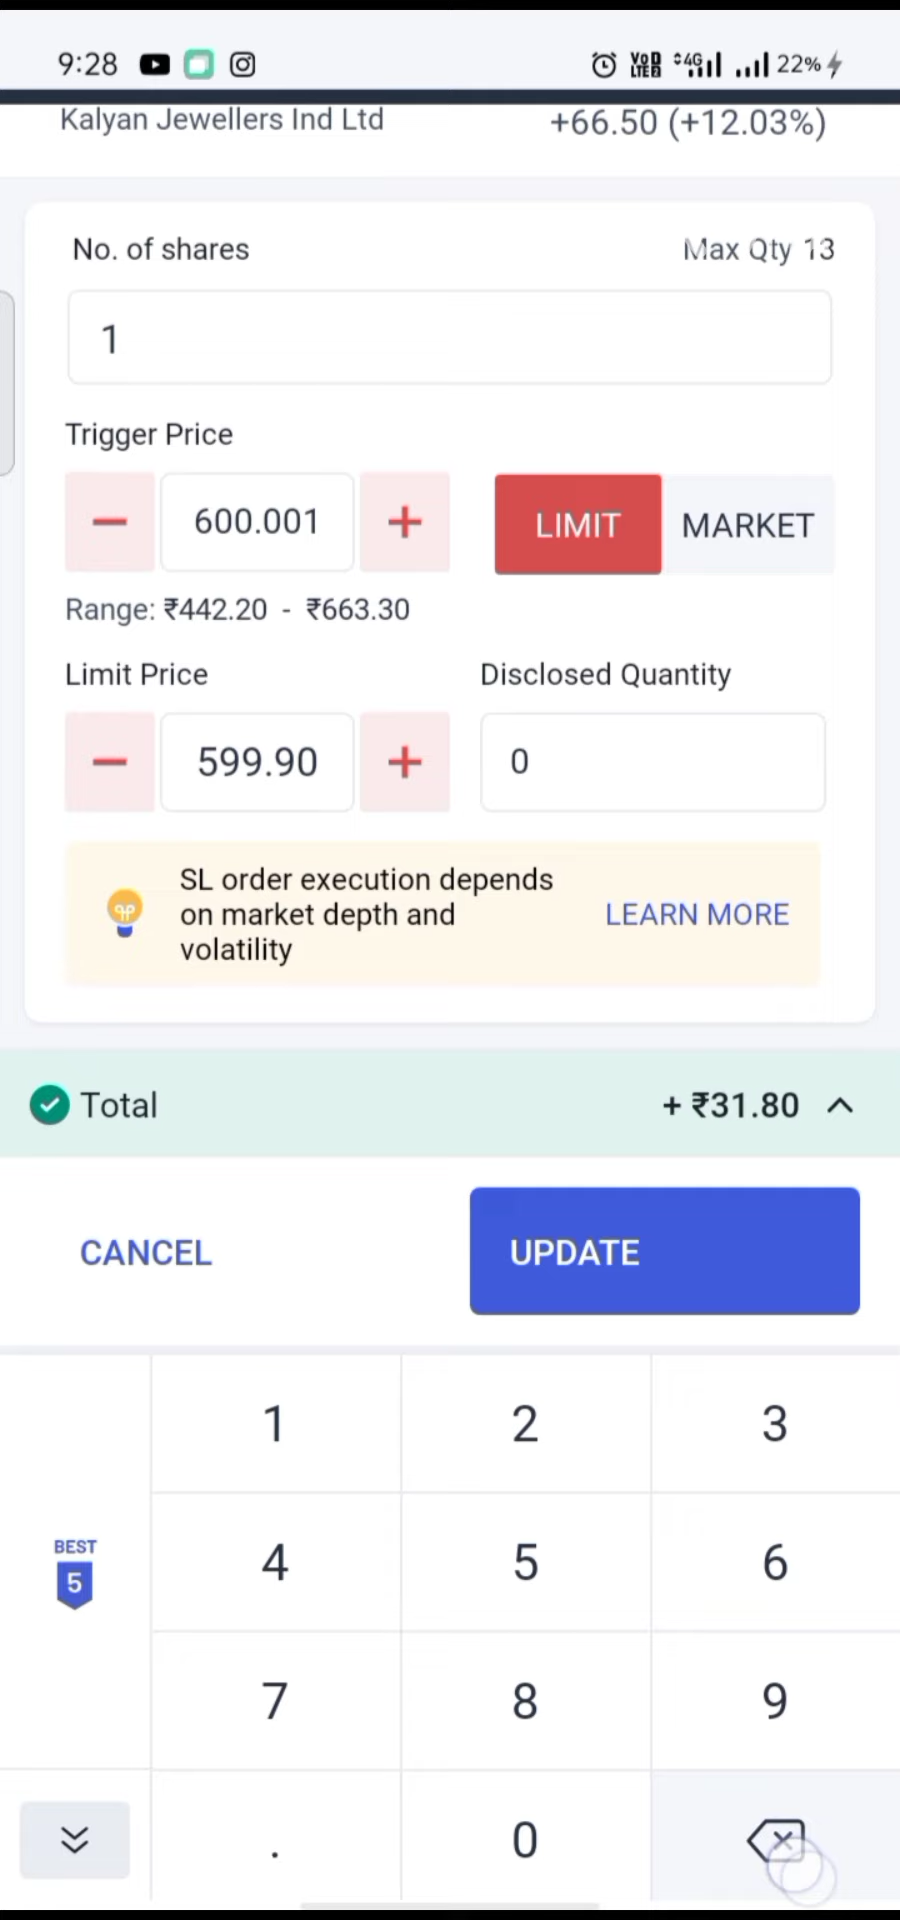 9:28 VoD LTE2 4G 22%
Kalyan Jewellers Ind Ltd +66.50 (+12.03%)
No. of shares Max Qty 13
1
Trigger Price
600.001 LIMIT MARKET
Range: ₹442.20 - ₹663.30
Limit Price Disclosed Quantity
599.90 0
SL order execution depends
on market depth and
volatility
LEARN MORE
Total + ₹31.80
CANCEL UPDATE
1 2 3
BEST
5
4 5 6
7 8 9
. 0